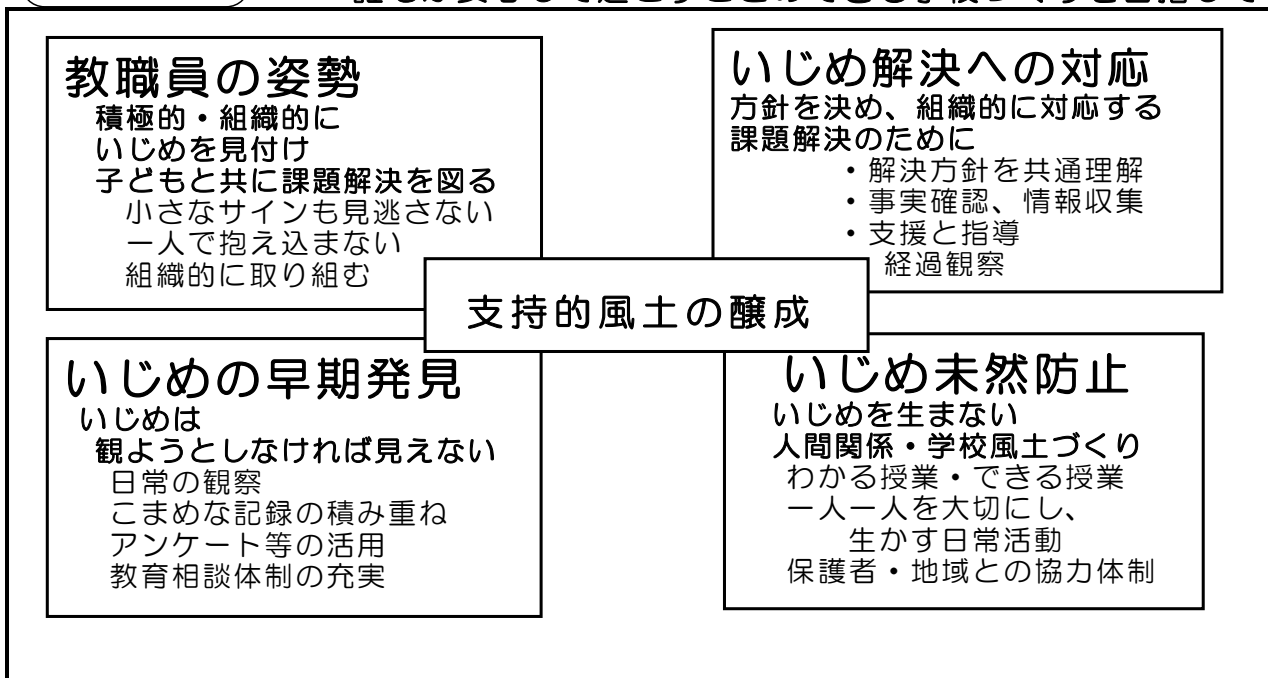 教職員の姿勢
積極的・組織的に
いじめを見付け
子どもと共に課題解決を図る
小さなサインも見逃さない
一人で抱え込まない
組織的に取り組む
いじめ解決への対応
方針を決め、組織的に対応する
課題解決のために
・解決方針を共通理解
・事実確認、情報収集
・支援と指導
経過観察
支持的風土の醸成
いじめの早期発見
いじめは
観ようとしなければ見えない
日常の観察
こまめな記録の積み重ね
アンケート等の活用
教育相談体制の充実
いじめ未然防止
いじめを生まない
人間関係・学校風土づくり
わかる授業・できる授業
一人一人を大切にし、
生かす日常活動
保護者・地域との協力体制